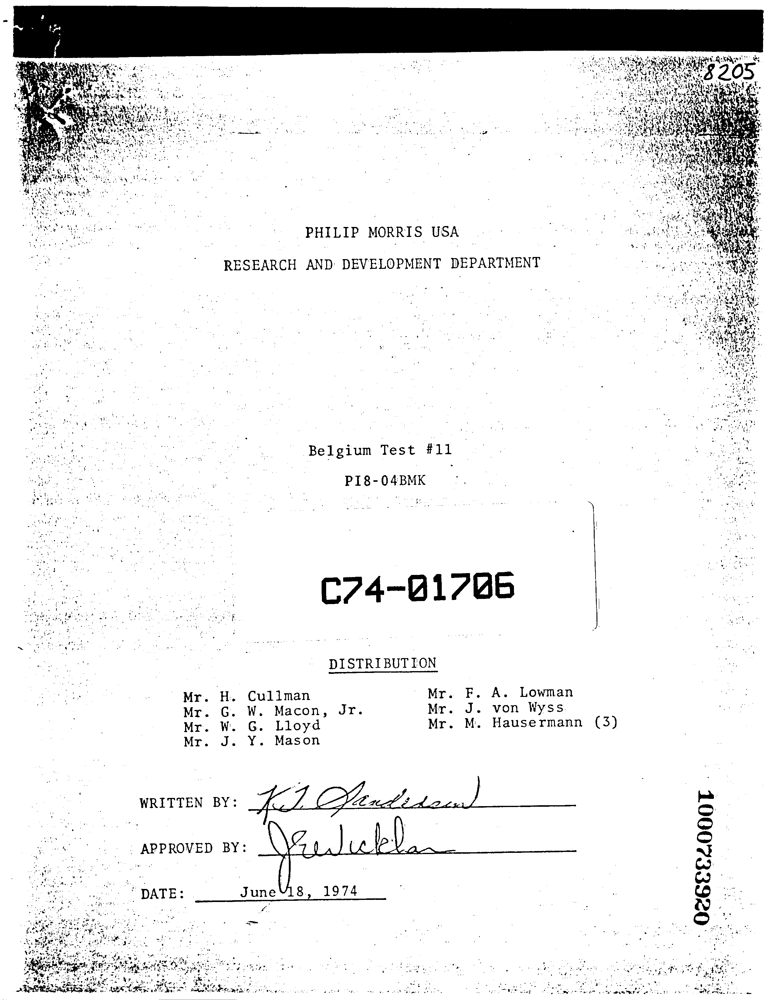 8205
PHILIP MORRIS USA
RESEARCH AND DEVELOPMENT DEPARTMENT
Belgium Test #11
PI8-04BMK
C74-01706
DISTRIBUTION
Mr. H. Cullman
Mr. G. W. Macon, Jr.
Mr. W. G. Lloyd
Mr. J. Y. Mason
Mr. F. A. Lowman
Mr. J. von Wyss
Mr. M. Hausermann (3)
WRITTEN BY:
APPROVED BY:
DATE: June 18, 1974
1000733920